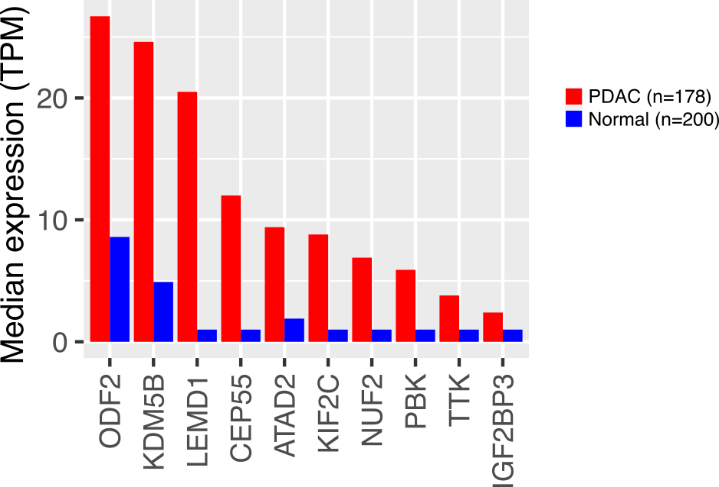 Median expression (TPM)
20
10
0
ODF2
KDM5B
LEMD1
CEP55
ATAD2
KIF2C
NUF2
PBK
TTK
IGF2BP3
PDAC (n=178)
Normal (n=200)